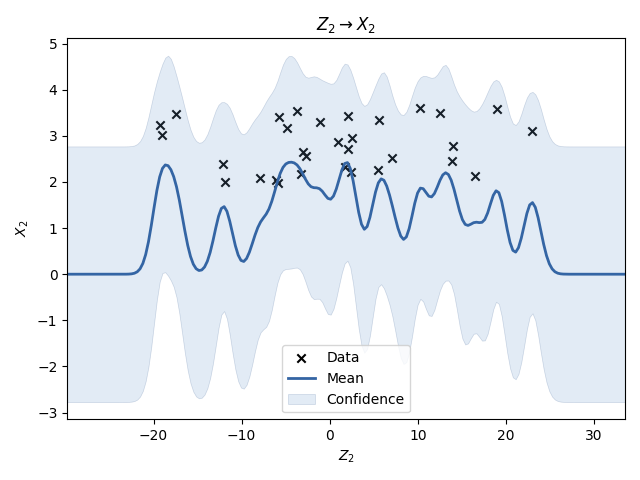 Z₂ → X₂
5
4
3
2
1
0
−1
−2
−3
X₂
Data
Mean
Confidence
−20 −10 0 10 20 30
Z₂